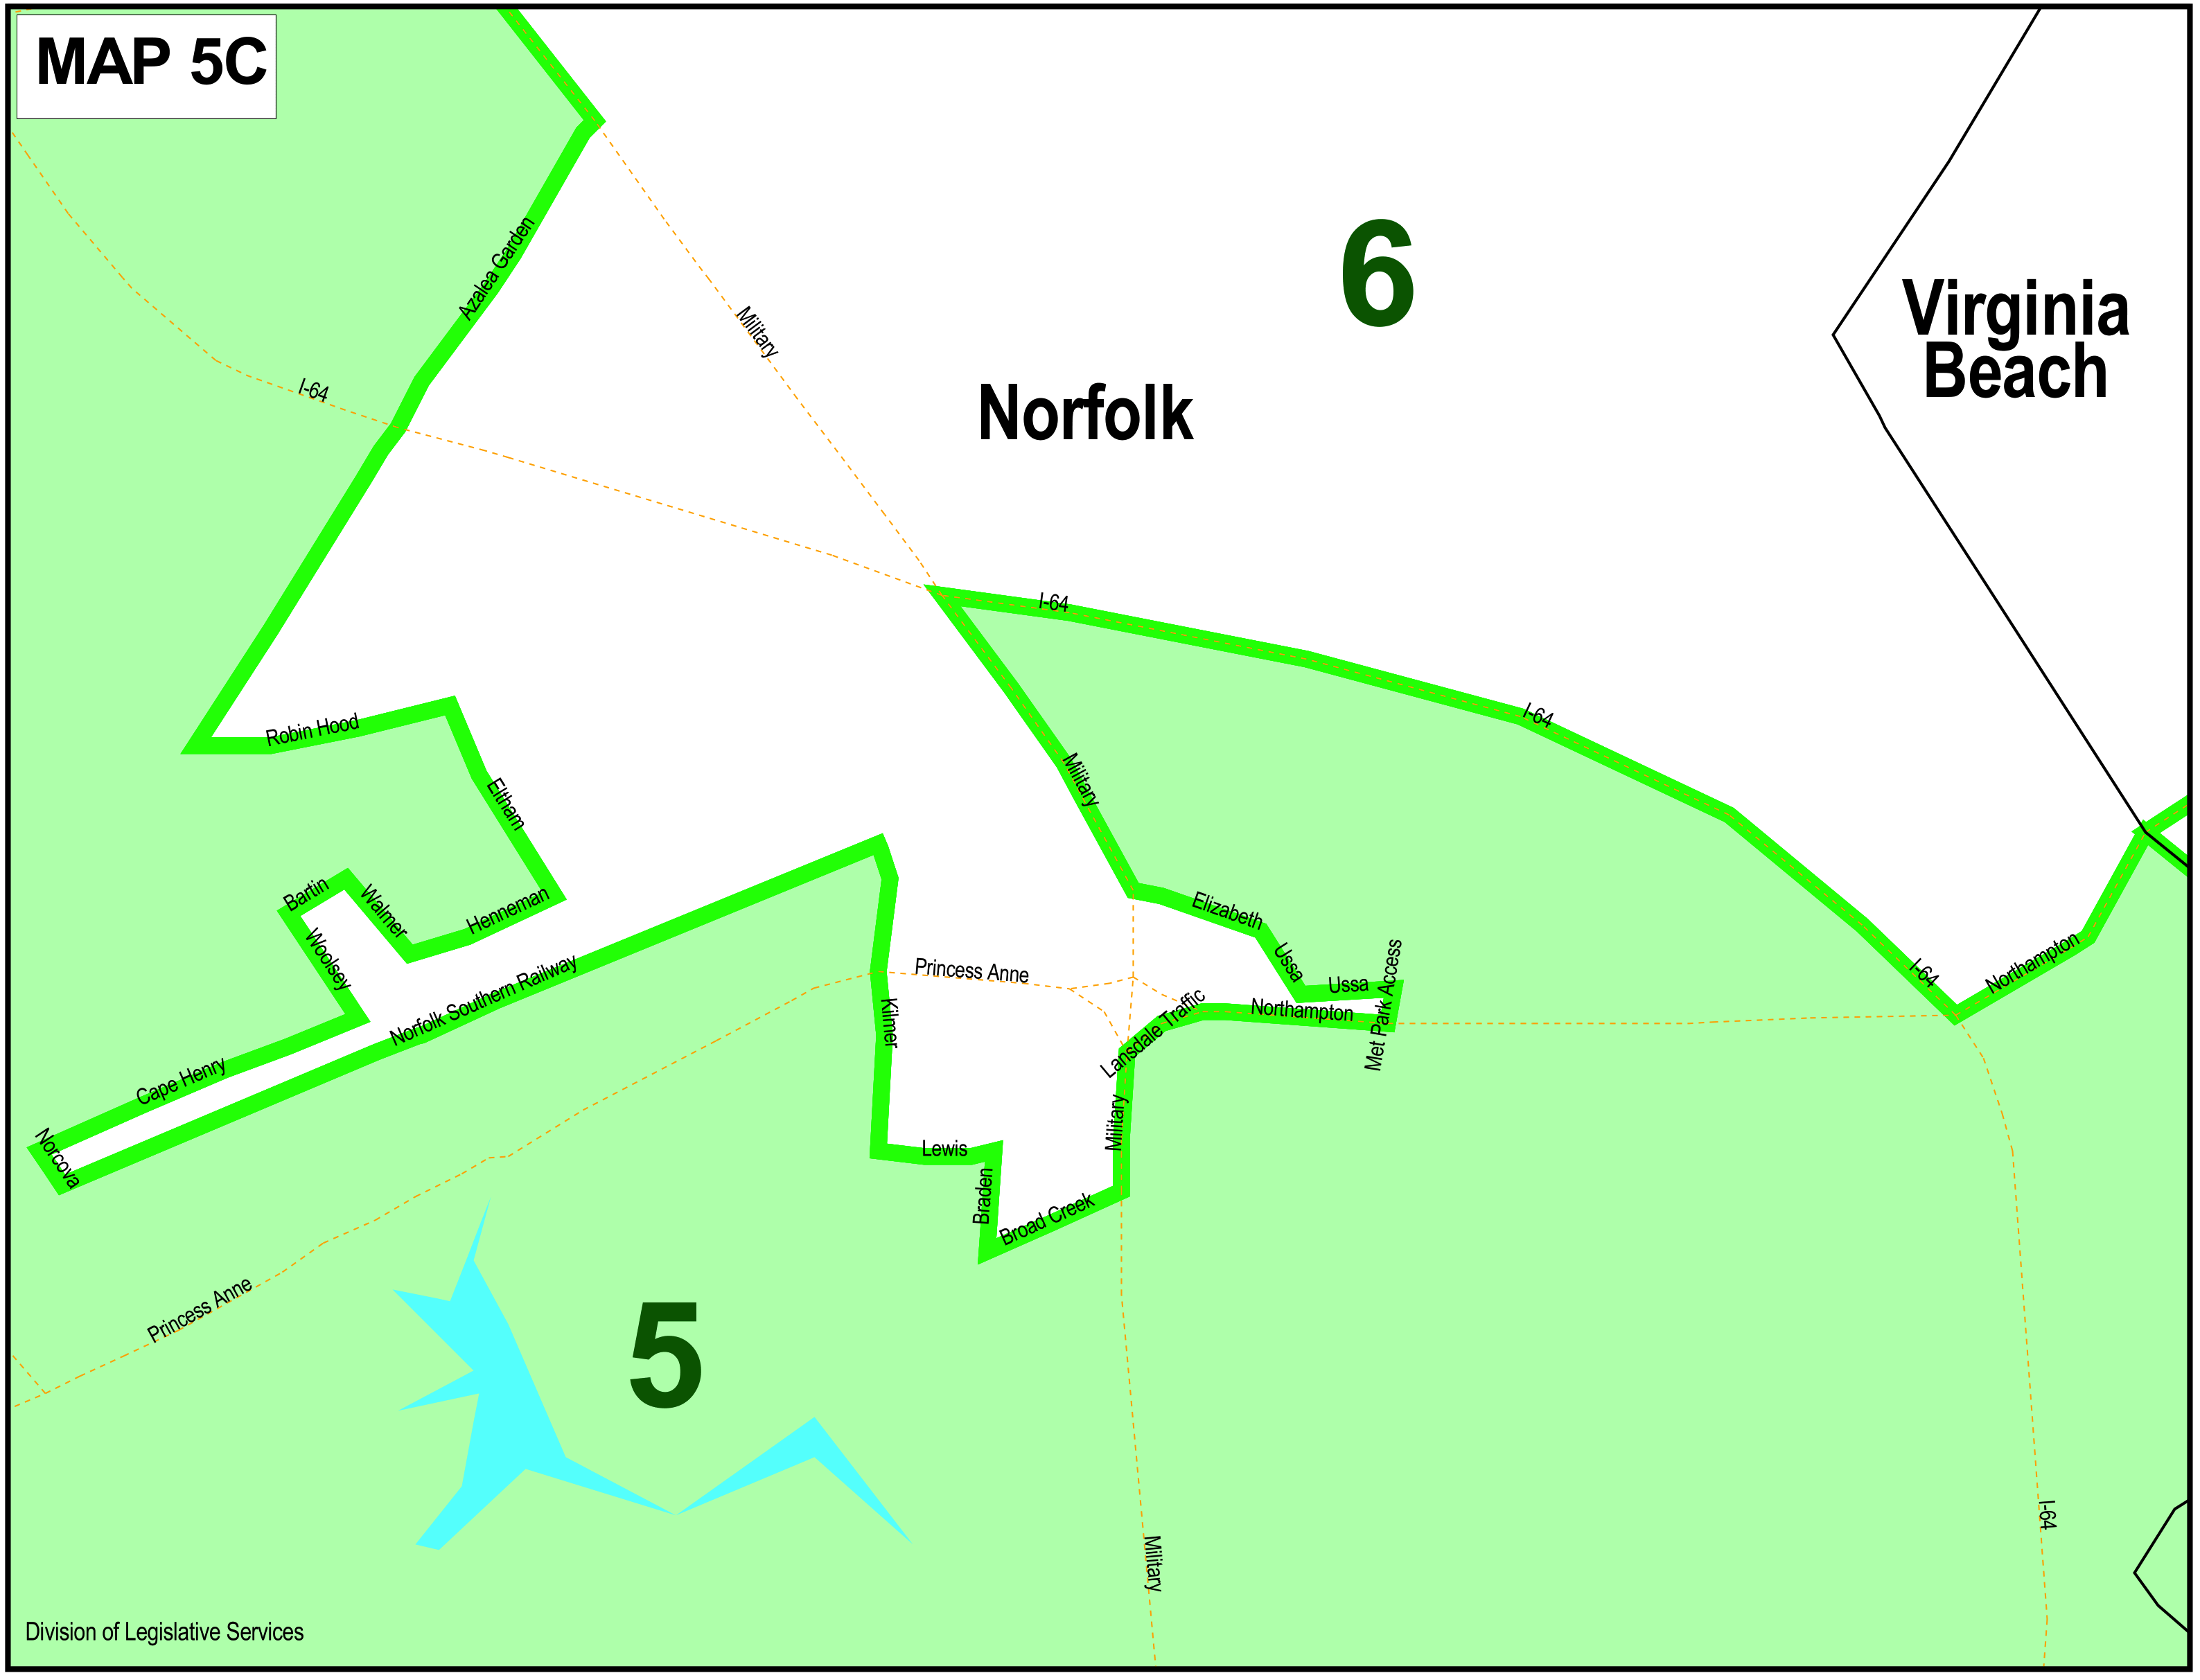 MAP 5C
Azalea Garden
Military
6
Virginia
Beach
I-64
Norfolk
I-64
I-64
Robin Hood
Eltham
Military
Bartin
Walmer
Henneman
Woolsey
Elizabeth
Ussa
Ussa
Met Park Access
I-64
Northampton
Norfolk Southern Railway
Princess Anne
Kilmer
Northampton
Lansdale Traffic
Cape Henry
Norcova
Military
Lewis
Braden
Broad Creek
Princess Anne
5
Military
I-64
Division of Legislative Services